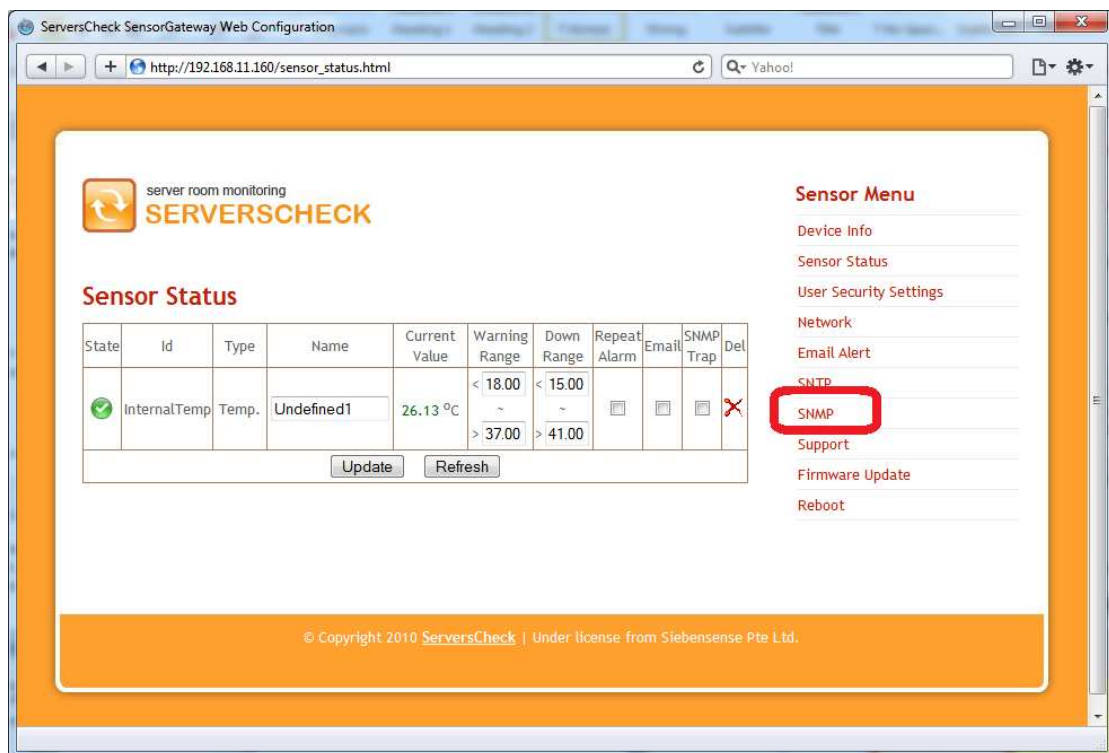 ServersCheck SensorGateway Web Configuration
http://192.168.11.160/sensor_status.html
Yahoo!
server room monitoring
SERVERSCHECK
Sensor Status
State Id Type Name Current Value Warning Range Down Range Repeat Alarm Email SNMP Trap Del
InternalTemp Temp. Undefined1 26.13 °C < 18.00 ~ > 37.00 < 15.00 ~ > 41.00
Update Refresh
Sensor Menu
Device Info
Sensor Status
User Security Settings
Network
Email Alert
SNTP
SNMP
Support
Firmware Update
Reboot
© Copyright 2010 ServersCheck | Under license from Siebensense Pte Ltd.